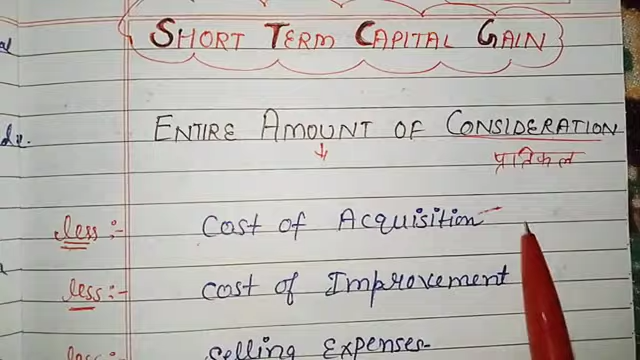 SHORT TERM CAPITAL GAIN
ENTIRE AMOUNT OF CONSIDERATION
प्रतिफल
less:- Cost of Acquisition
less:- Cost of Improvement
less:- Selling Expenses